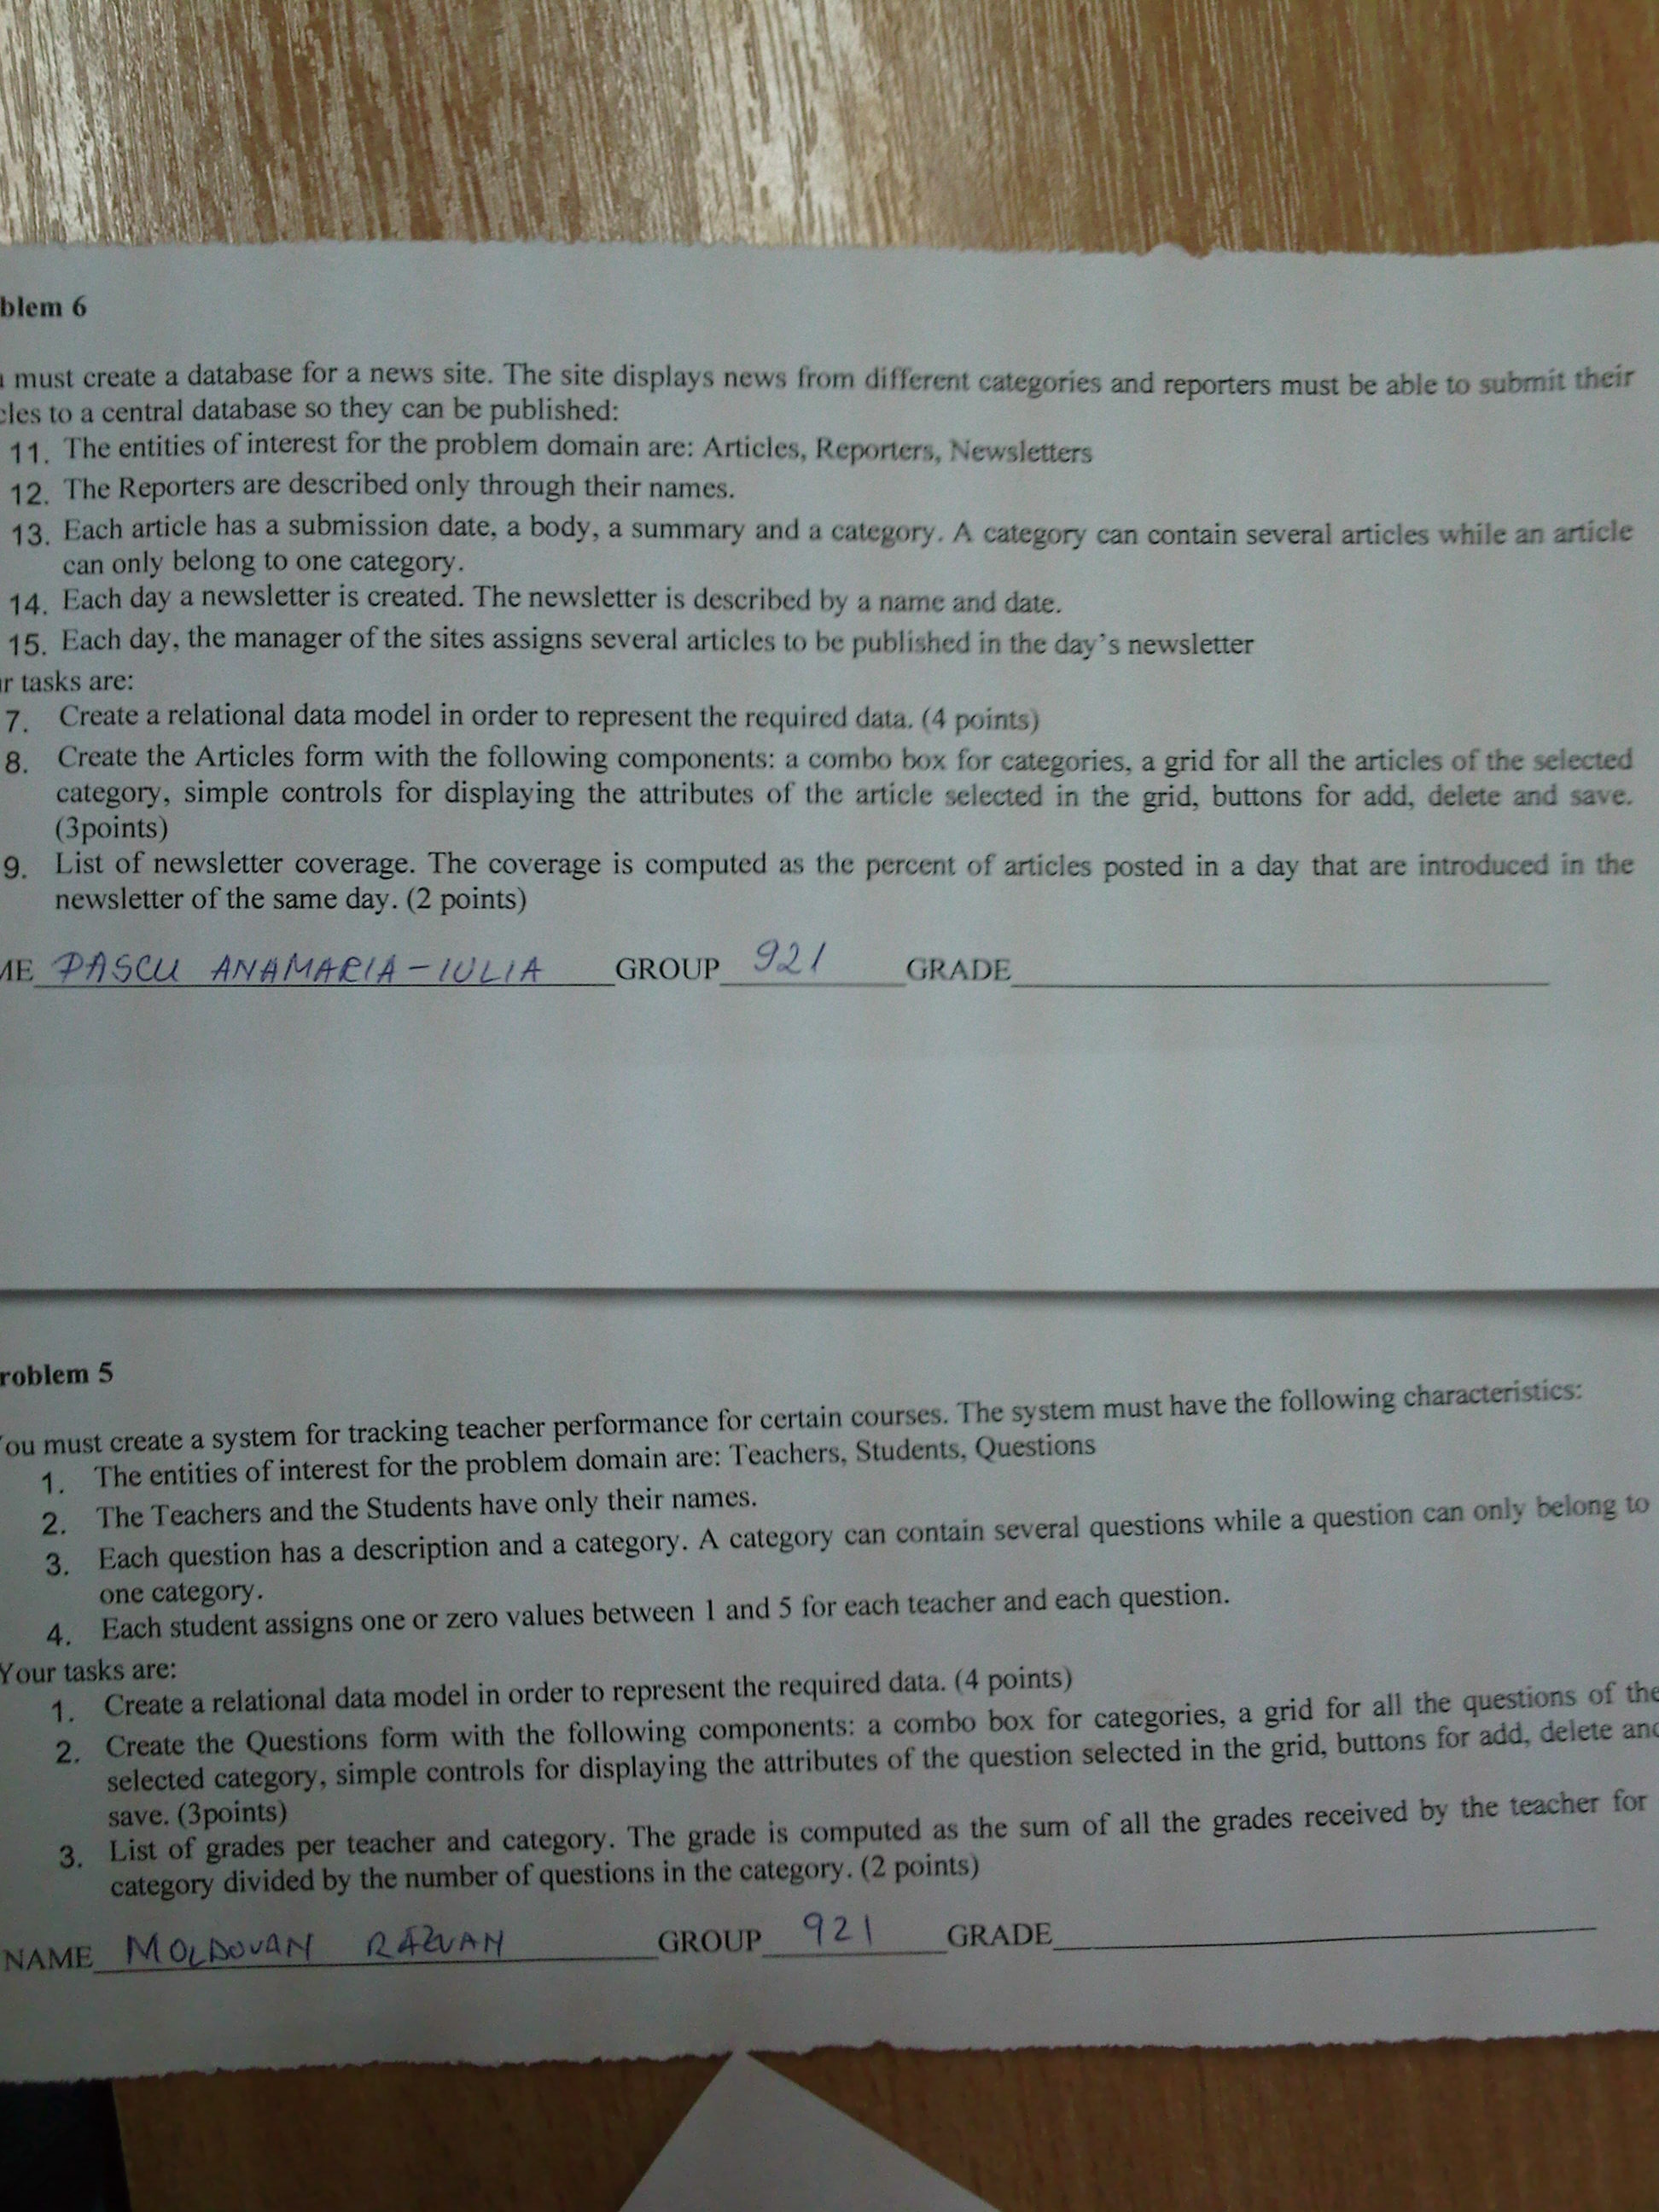 blem 6
must create a database for a news site. The site displays news from different categories and reporters must be able to submit their
cles to a central database so they can be published:
11. The entities of interest for the problem domain are: Articles, Reporters, Newsletters
12. The Reporters are described only through their names.
13. Each article has a submission date, a body, a summary and a category. A category can contain several articles while an article
can only belong to one category.
14. Each day a newsletter is created. The newsletter is described by a name and date.
15. Each day, the manager of the sites assigns several articles to be published in the day's newsletter
r tasks are:
7. Create a relational data model in order to represent the required data. (4 points)
8. Create the Articles form with the following components: a combo box for categories, a grid for all the articles of the selected
category, simple controls for displaying the attributes of the article selected in the grid, buttons for add, delete and save.
(3points)
9. List of newsletter coverage. The coverage is computed as the percent of articles posted in a day that are introduced in the
newsletter of the same day. (2 points)
ME PASCU ANAMARIA-IULIA GROUP 921 GRADE
roblem 5
ou must create a system for tracking teacher performance for certain courses. The system must have the following characteristics:
1. The entities of interest for the problem domain are: Teachers, Students, Questions
2. The Teachers and the Students have only their names.
3. Each question has a description and a category. A category can contain several questions while a question can only belong to
one category.
4. Each student assigns one or zero values between 1 and 5 for each teacher and each question.
Your tasks are:
1. Create a relational data model in order to represent the required data. (4 points)
2. Create the Questions form with the following components: a combo box for categories, a grid for all the questions of the
selected category, simple controls for displaying the attributes of the question selected in the grid, buttons for add, delete and
save. (3points)
3. List of grades per teacher and category. The grade is computed as the sum of all the grades received by the teacher for
category divided by the number of questions in the category. (2 points)
NAME MOLDOVAN RĂZVAN GROUP 921 GRADE